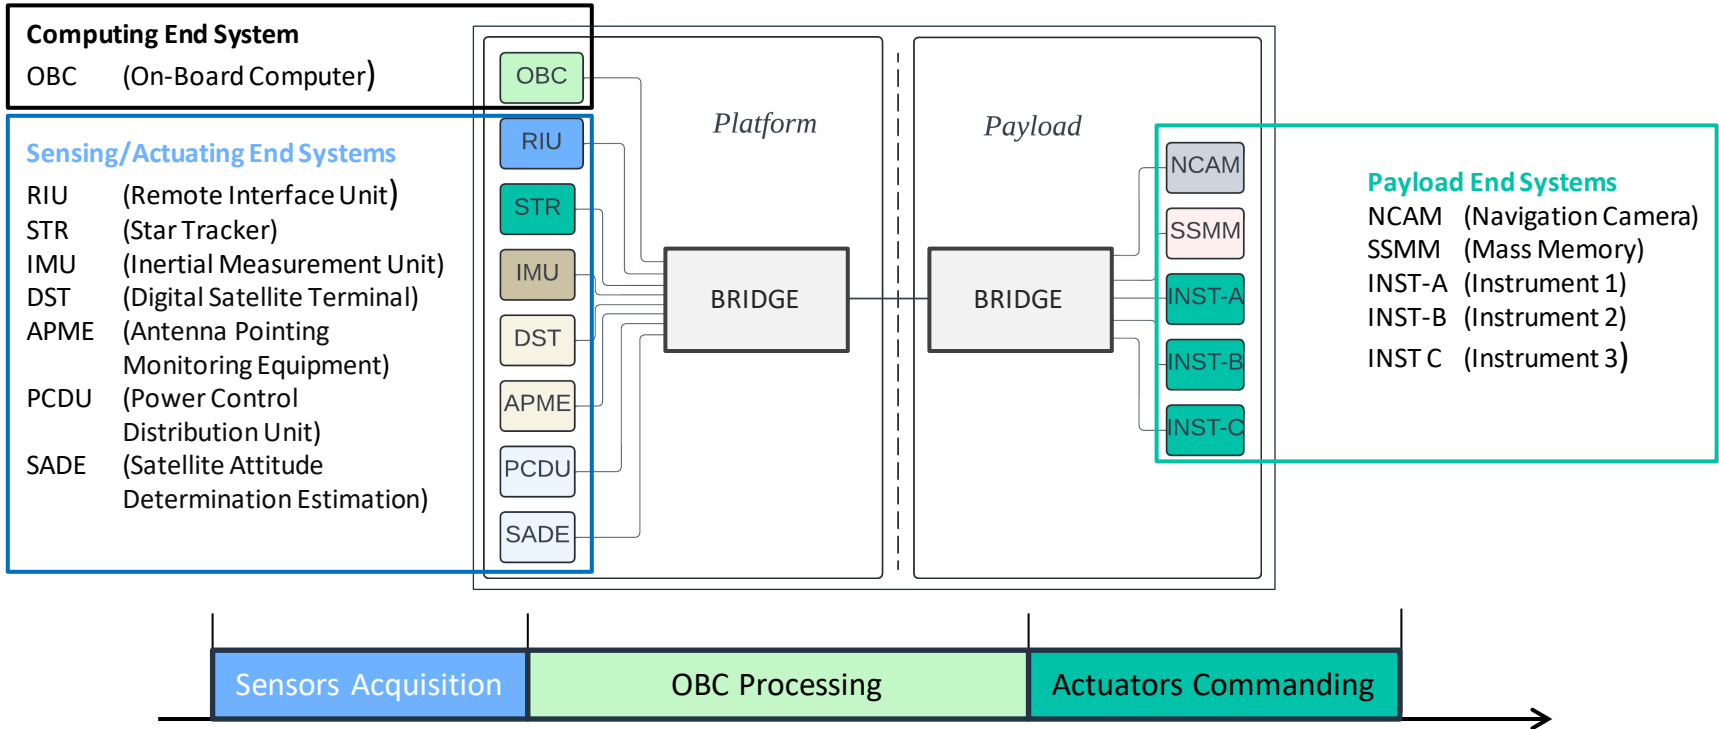 Computing End System
OBC (On-Board Computer)
Sensing/Actuating End Systems
RIU (Remote Interface Unit)
STR (Star Tracker)
IMU (Inertial Measurement Unit)
DST (Digital Satellite Terminal)
APME (Antenna Pointing
Monitoring Equipment)
PCDU (Power Control
Distribution Unit)
SADE (Satellite Attitude
Determination Estimation)
OBC
RIU
STR
IMU
DST
APME
PCDU
SADE
Platform
BRIDGE
Payload
BRIDGE
NCAM
SSMM
INST-A
INST-B
INST-C
Payload End Systems
NCAM (Navigation Camera)
SSMM (Mass Memory)
INST-A (Instrument 1)
INST-B (Instrument 2)
INST C (Instrument 3)
Sensors Acquisition
OBC Processing
Actuators Commanding